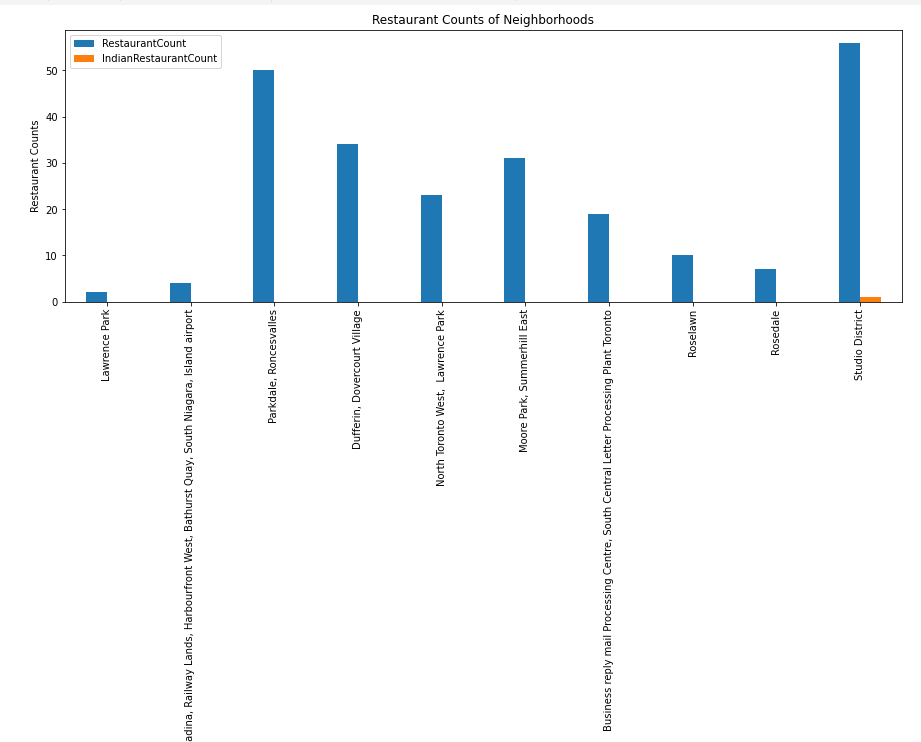 Restaurant Counts of Neighborhoods
RestaurantCount
IndianRestaurantCount
Restaurant Counts
50
40
30
20
10
0
Lawrence Park
adina, Railway Lands, Harbourfront West, Bathurst Quay, South Niagara, Island airport
Parkdale, Roncesvalles
Dufferin, Dovercourt Village
North Toronto West,  Lawrence Park
Moore Park, Summerhill East
Business reply mail Processing Centre, South Central Letter Processing Plant Toronto
Roselawn
Rosedale
Studio District